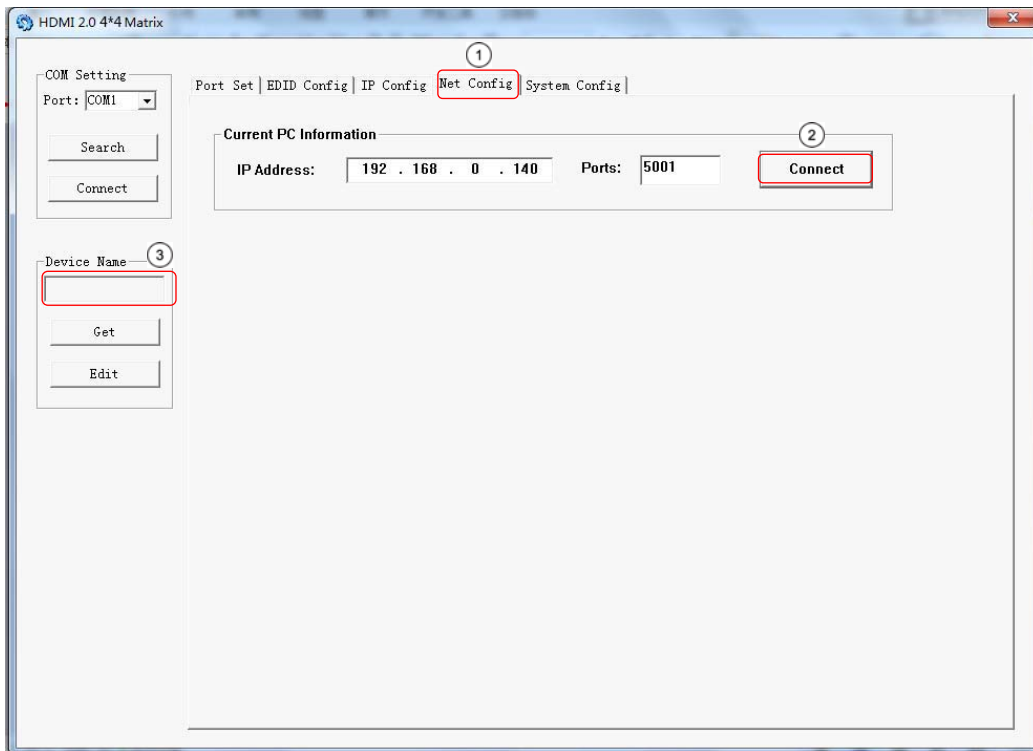 HDMI 2.0 4*4 Matrix
COM Setting
Port: COM1
Search
Connect
Device Name
3
Get
Edit
1
Port Set EDID Config IP Config Net Config System Config
Current PC Information
2
IP Address: 192 . 168 . 0 . 140 Ports: 5001 Connect